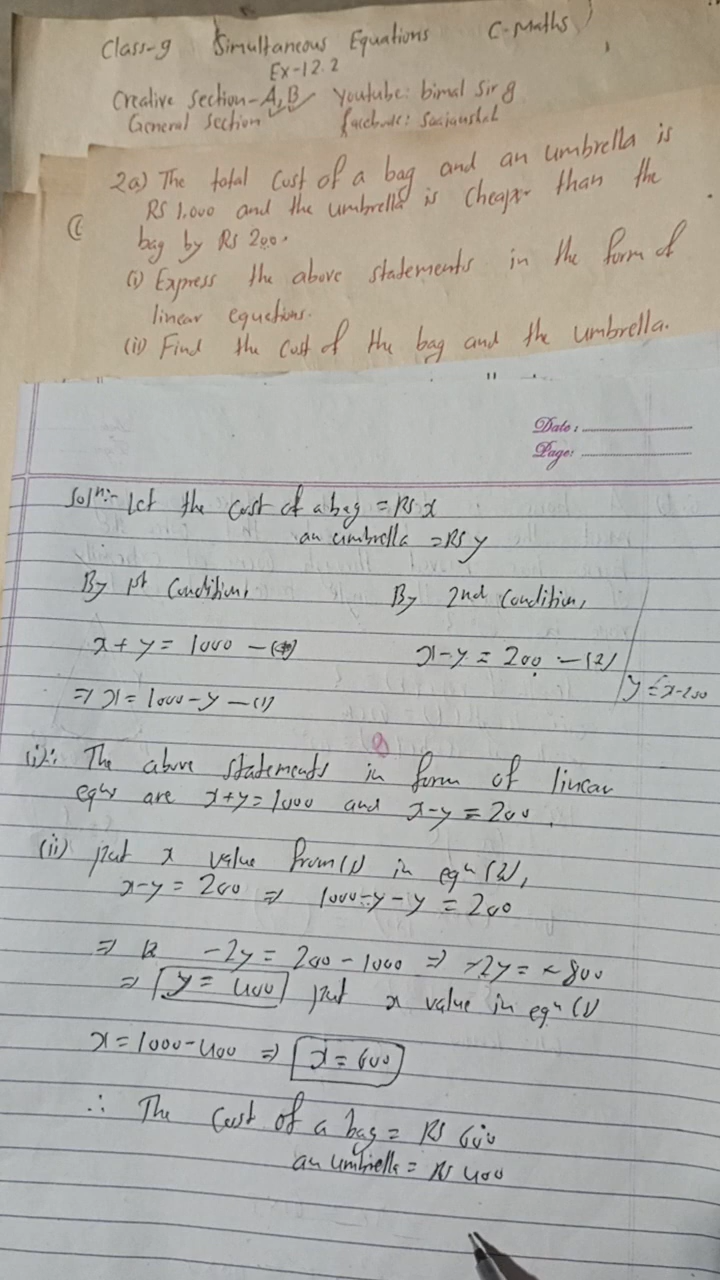 Class-9 Simultaneous Equations C-Maths
Ex-12.2
Creative Section-A, B Youtube: bimal Sir 9
General Section facebook:
2a) The total Cost of a bag and an umbrella is
RS 1,000 and the umbrella is cheaper than the
bag by Rs 200.
(i) Express the above statements in the form of
linear equations.
(ii) Find the Cost of the bag and the umbrella.
Date:
Page:
Solⁿ:- Let the Cost of a bag = Rs x
an umbrella = Rs y
By 1st Condition, By 2nd Condition,
x + y = 1000 x - y = 200 - (2)
y = x-200
⇒ x = 1000 - y - (1)
(i) ∴ The above statements in form of linear
eqns are x+y = 1000 and x-y = 200.
(ii) put x value from (1) in eqⁿ (2),
x-y = 200 ⇒ 1000-y-y = 200
⇒ -2y = 200 - 1000 ⇒ -2y = -800
⇒ y = 400 put x value in eqⁿ (1)
x = 1000-400 ⇒ x = 600
∴ The Cost of a bag = Rs 600
an umbrella = Rs 400